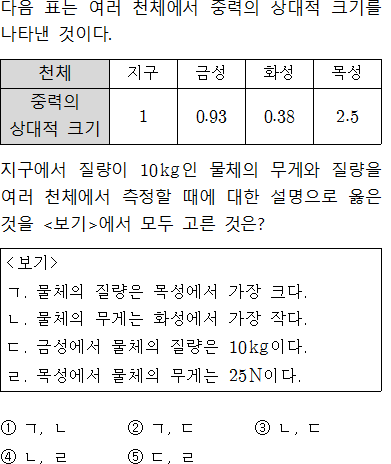 다음 표는 여러 천체에서 중력의 상대적 크기를
나타낸 것이다.
천체 지구 금성 화성 목성
중력의
상대적 크기 1 0.93 0.38 2.5
지구에서 질량이 10kg인 물체의 무게와 질량을
여러 천체에서 측정할 때에 대한 설명으로 옳은
것을 <보기>에서 모두 고른 것은?
<보기>
ㄱ. 물체의 질량은 목성에서 가장 크다.
ㄴ. 물체의 무게는 화성에서 가장 작다.
ㄷ. 금성에서 물체의 질량은 10kg이다.
ㄹ. 목성에서 물체의 무게는 25N이다.
① ㄱ, ㄴ ② ㄱ, ㄷ ③ ㄴ, ㄷ
④ ㄴ, ㄹ ⑤ ㄷ, ㄹ